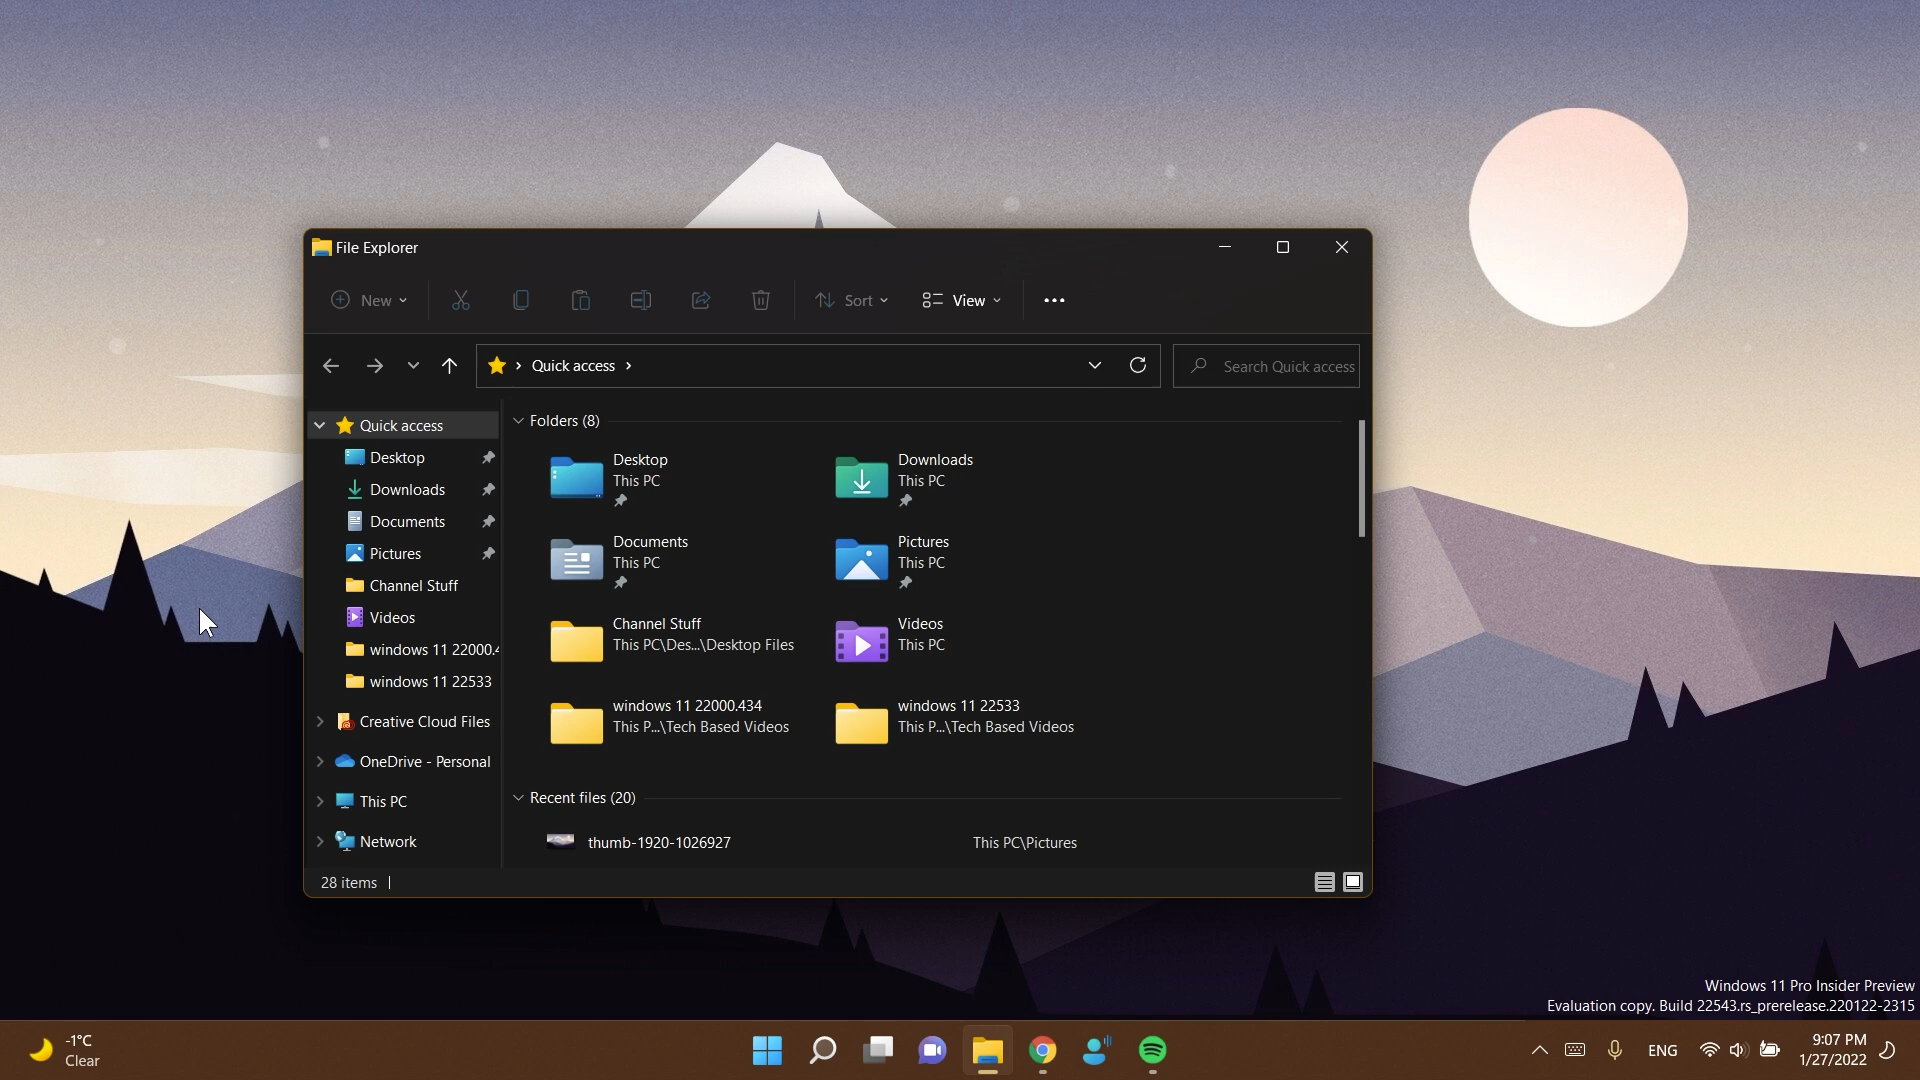 File Explorer
New
Sort
View
Quick access
Search Quick access
Quick access
Desktop
Downloads
Documents
Pictures
Channel Stuff
Videos
windows 11 22000.4
windows 11 22533
Creative Cloud Files
OneDrive - Personal
This PC
Network
Folders (8)
Desktop
This PC
Downloads
This PC
Documents
This PC
Pictures
This PC
Channel Stuff
This PC\Des...\Desktop Files
Videos
This PC
windows 11 22000.434
This P...\Tech Based Videos
windows 11 22533
This P...\Tech Based Videos
Recent files (20)
thumb-1920-1026927
This PC\Pictures
28 items
Windows 11 Pro Insider Preview
Evaluation copy. Build 22543.rs_prerelease.220122-2315
-1°C
Clear
ENG
9:07 PM
1/27/2022